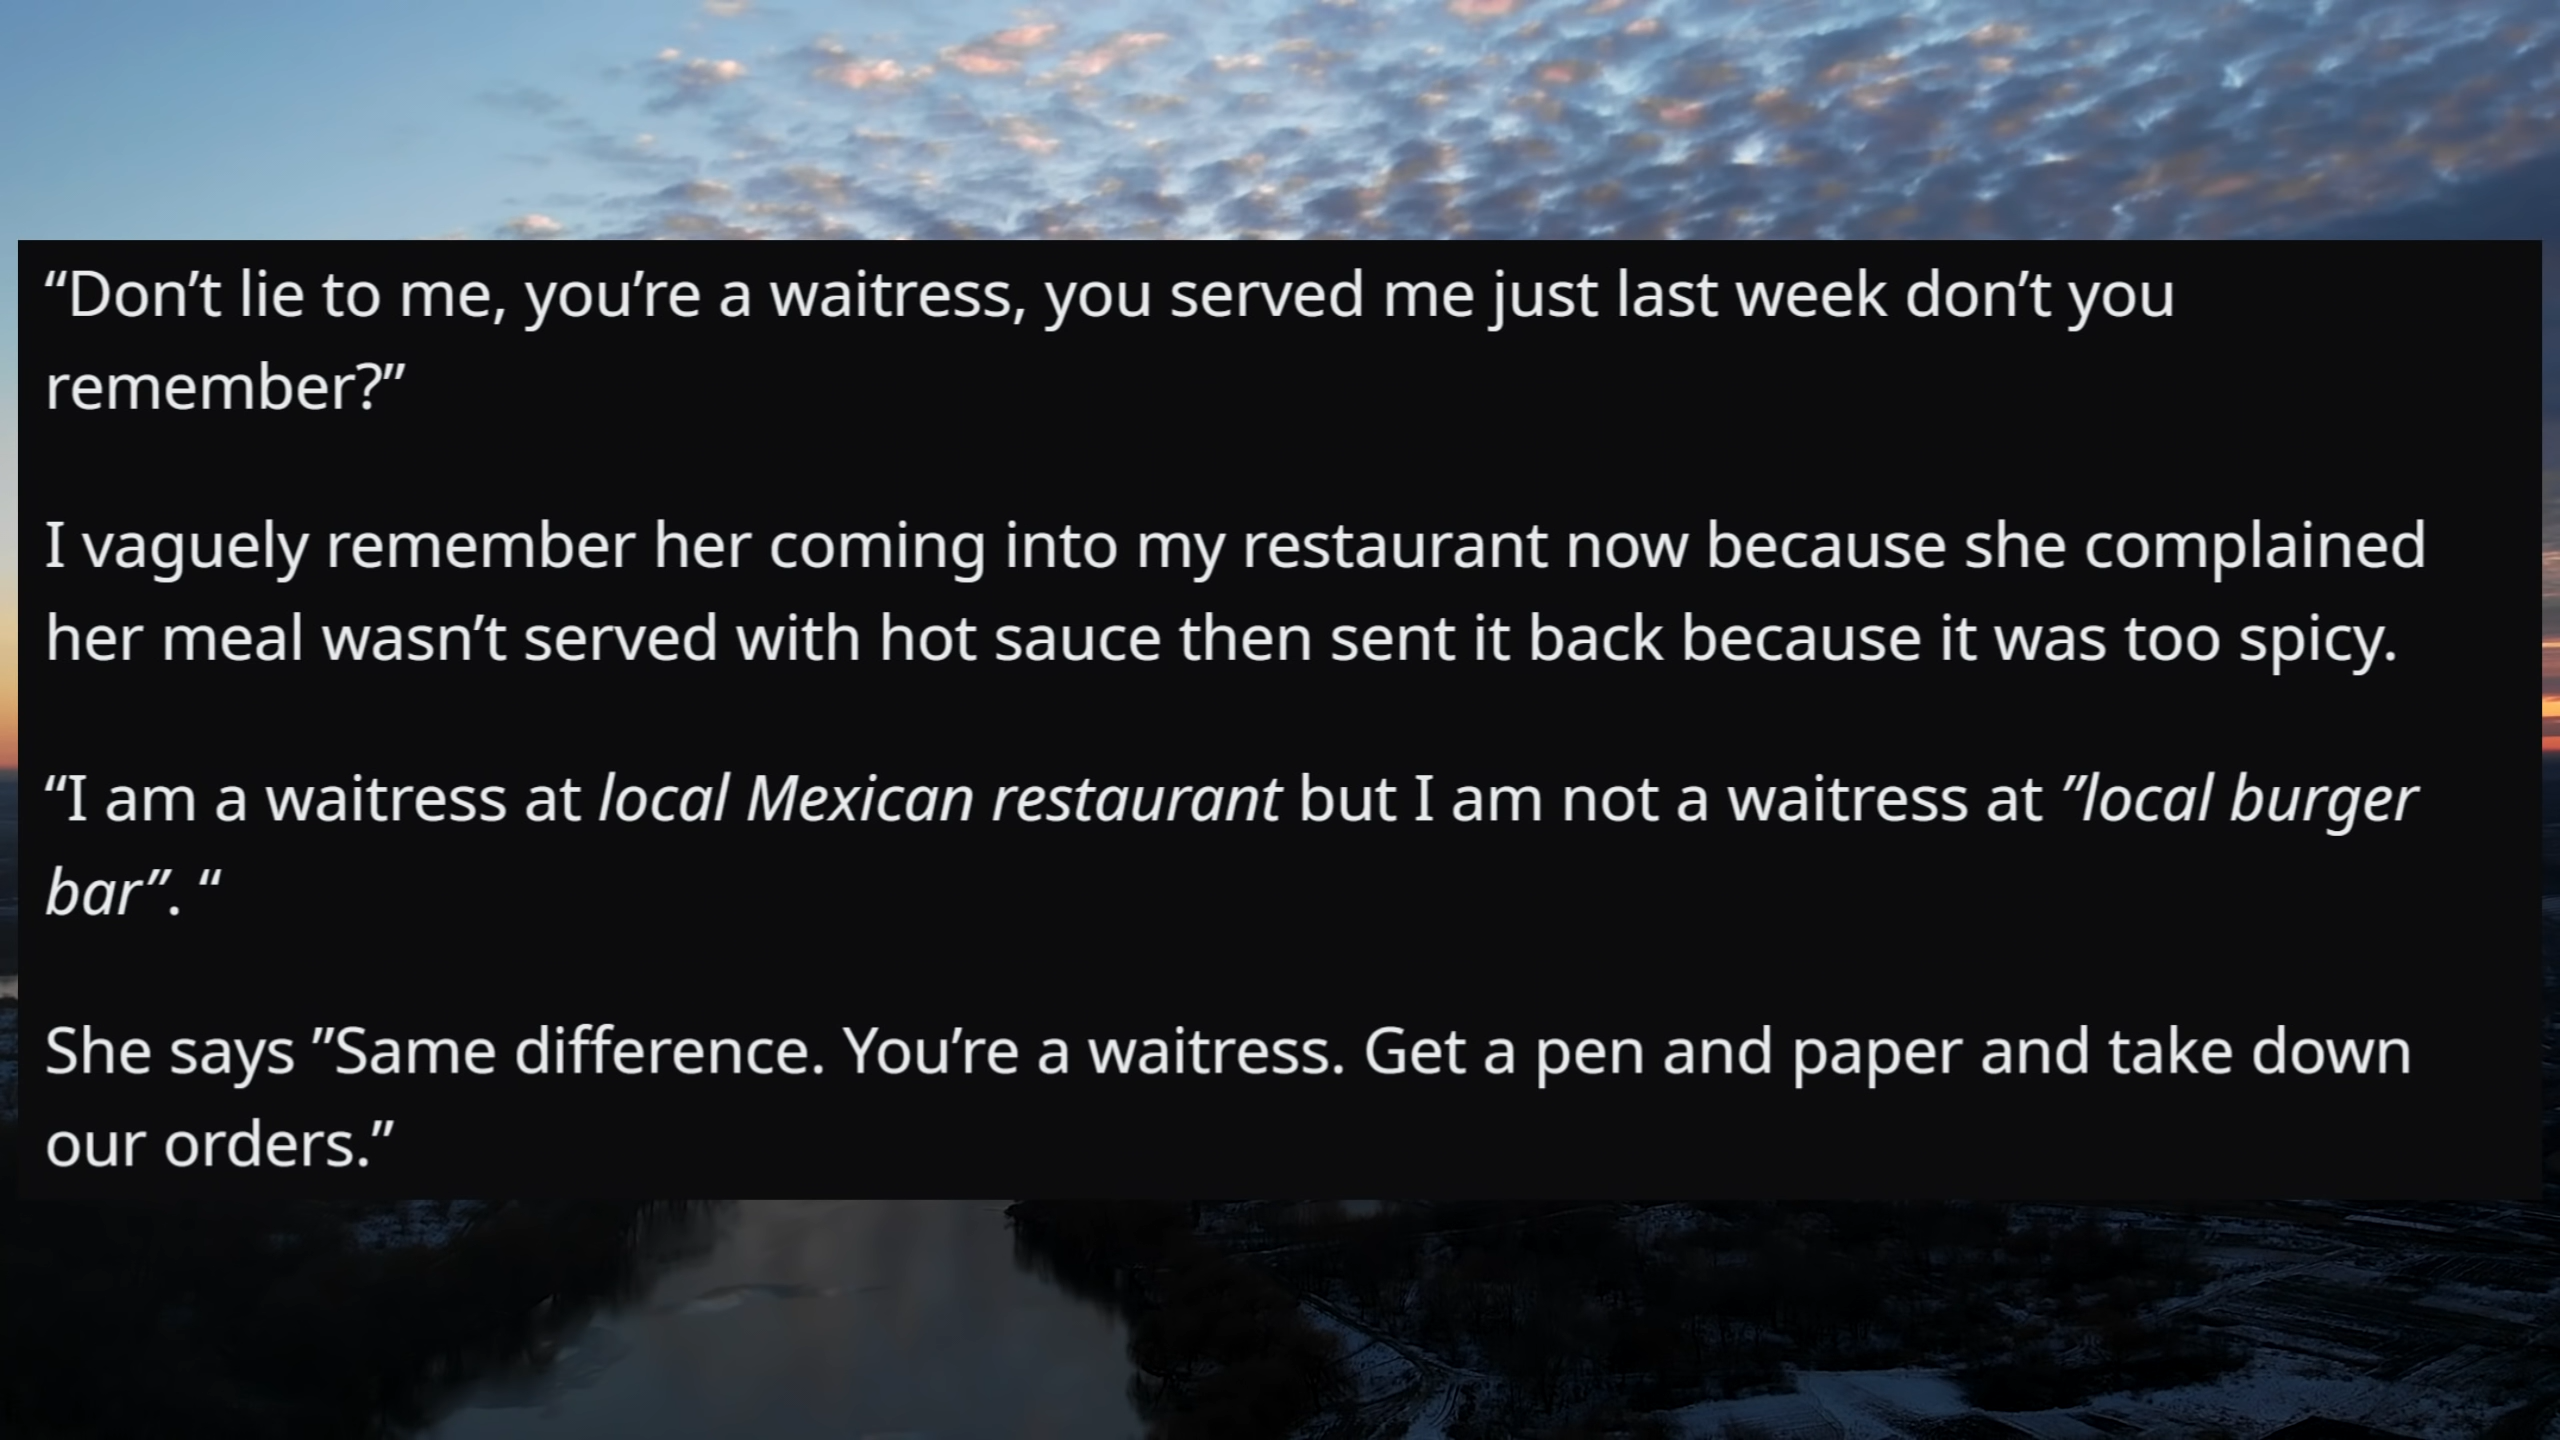 “Don’t lie to me, you’re a waitress, you served me just last week don’t you
remember?”
I vaguely remember her coming into my restaurant now because she complained
her meal wasn’t served with hot sauce then sent it back because it was too spicy.
“I am a waitress at local Mexican restaurant but I am not a waitress at ”local burger
bar”. “
She says ”Same difference. You’re a waitress. Get a pen and paper and take down
our orders.”